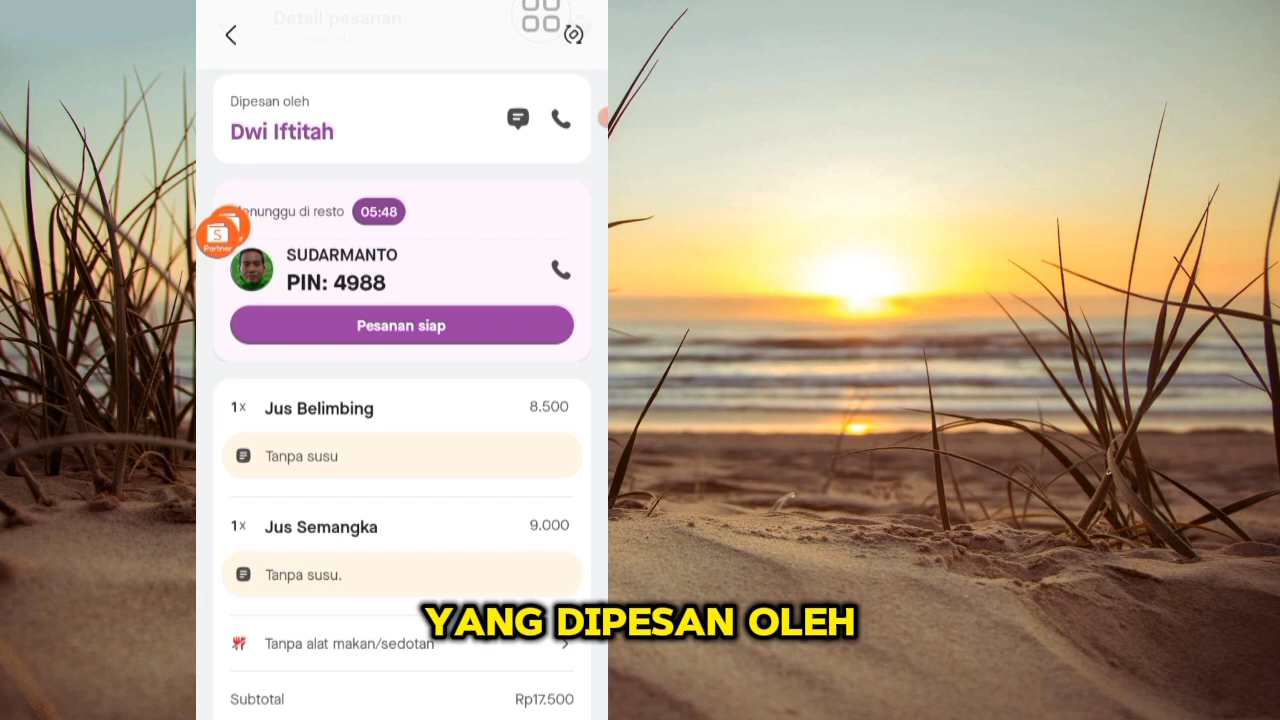 Detail pesanan
Dipesan oleh
Dwi Iftitah
enunggu di resto 05:48
S
Partner
SUDARMANTO
PIN: 4988
Pesanan siap
1x Jus Belimbing 8.500
Tanpa susu
1x Jus Semangka 9.000
Tanpa susu.
YANG DIPESAN OLEH
Tanpa alat makan/sedotan
Subtotal Rp17.500